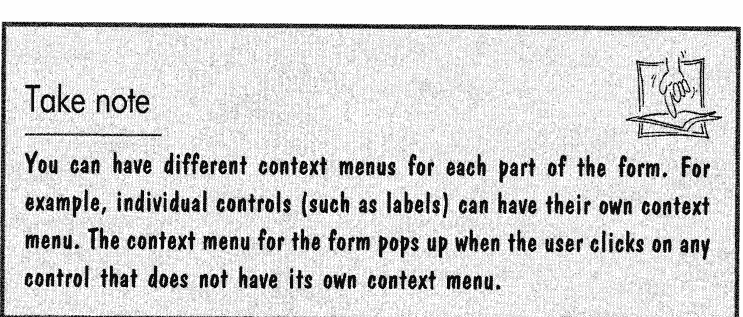 Take note
You can have different context menus for each part of the form. For
example, individual controls (such as labels) can have their own context
menu. The context menu for the form pops up when the user clicks on any
control that does not have its own context menu.